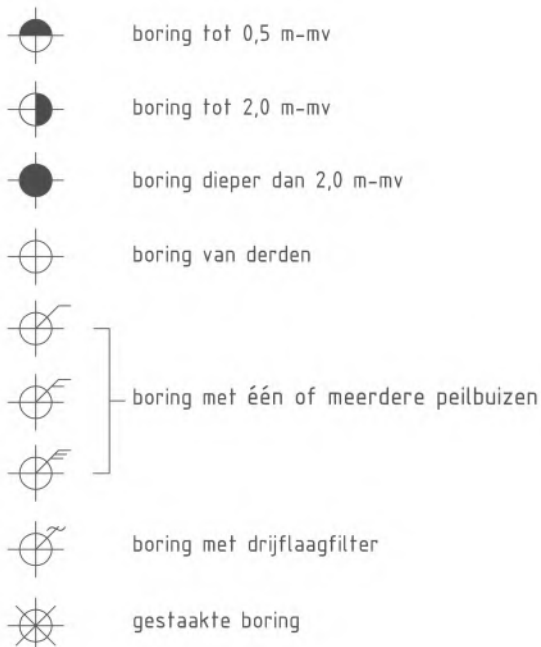 boring tot 0,5 m-mv
boring tot 2,0 m-mv
boring dieper dan 2,0 m-mv
boring van derden
boring met één of meerdere peilbuizen
boring met drijflaagfilter
gestaakte boring